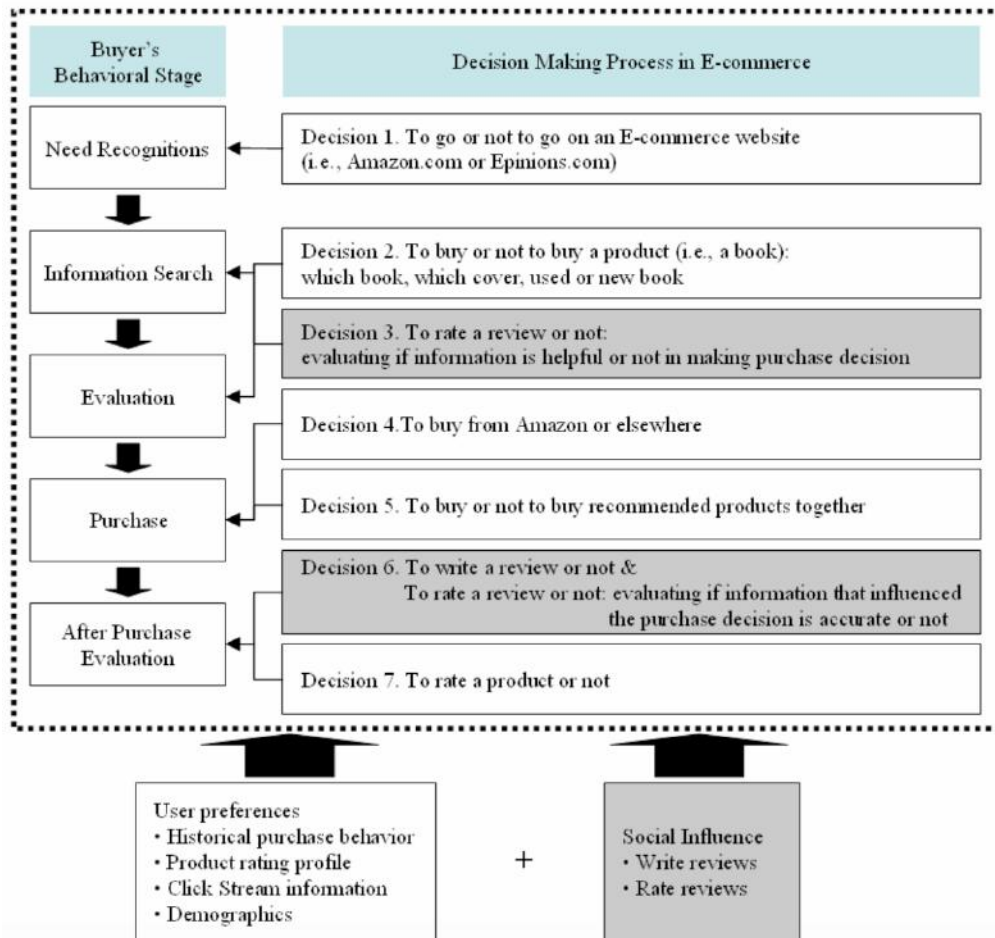 Buyer's
Behavioral Stage
Decision Making Process in E-commerce
Need Recognitions
Decision 1. To go or not to go on an E-commerce website
(i.e., Amazon.com or Epinions.com)
Information Search
Decision 2. To buy or not to buy a product (i.e., a book):
which book, which cover, used or new book
Decision 3. To rate a review or not:
evaluating if information is helpful or not in making purchase decision
Evaluation
Decision 4.To buy from Amazon or elsewhere
Purchase
Decision 5. To buy or not to buy recommended products together
Decision 6. To write a review or not &
To rate a review or not: evaluating if information that influenced
the purchase decision is accurate or not
After Purchase
Evaluation
Decision 7. To rate a product or not
User preferences
• Historical purchase behavior
• Product rating profile
• Click Stream information
• Demographics
+
Social Influence
• Write reviews
• Rate reviews